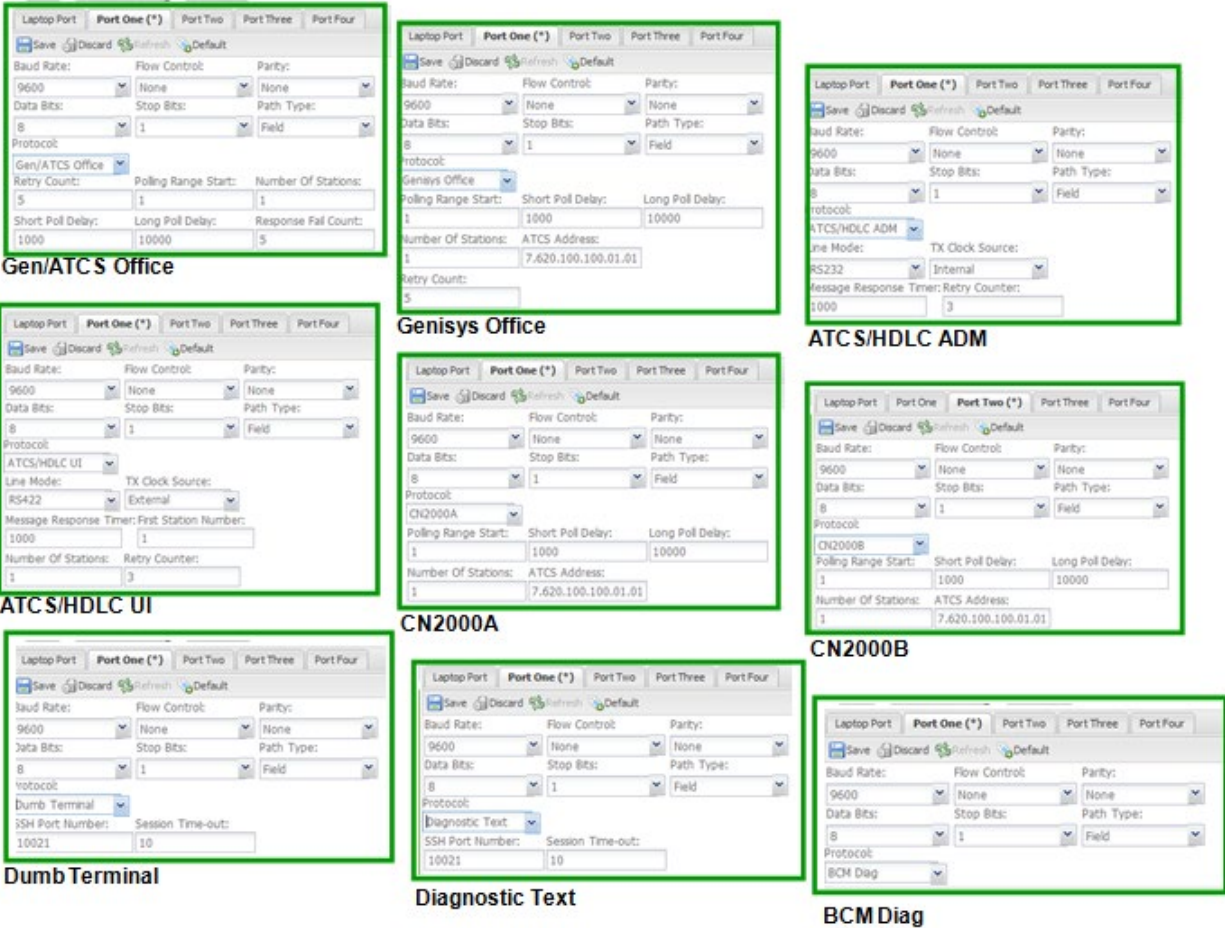 Laptop Port Port One (*) Port Two Port Three Port Four
Save Discard Refresh Default
Baud Rate: Flow Control: Parity:
9600 None None
Data Bits: Stop Bits: Path Type:
8 1 Field
Protocol:
Gen/ATCS Office
Retry Count: Polling Range Start: Number Of Stations:
5 1 1
Short Poll Delay: Long Poll Delay: Response Fail Count:
1000 10000 5
Gen/ATCS Office
Laptop Port Port One (*) Port Two Port Three Port Four
Save Discard Refresh Default
Baud Rate: Flow Control: Parity:
9600 None None
Data Bits: Stop Bits: Path Type:
8 1 Field
Protocol:
Genisys Office
Polling Range Start: Short Poll Delay: Long Poll Delay:
1 1000 10000
Number Of Stations: ATCS Address:
1 7.620.100.100.01.01
Retry Count:
5
Genisys Office
Laptop Port Port One (*) Port Two Port Three Port Four
Save Discard Refresh Default
Baud Rate: Flow Control: Parity:
9600 None None
Data Bits: Stop Bits: Path Type:
8 1 Field
Protocol:
ATCS/HDLC ADM
Line Mode: TX Clock Source:
RS232 Internal
Message Response Timer: Retry Counter:
1000 3
ATCS/HDLC ADM
Laptop Port Port One (*) Port Two Port Three Port Four
Save Discard Refresh Default
Baud Rate: Flow Control: Parity:
9600 None None
Data Bits: Stop Bits: Path Type:
8 1 Field
Protocol:
ATCS/HDLC UI
Line Mode: TX Clock Source:
RS422 External
Message Response Timer: First Station Number:
1000 1
Number Of Stations: Retry Counter:
1 3
ATCS/HDLC UI
Laptop Port Port One (*) Port Two Port Three Port Four
Save Discard Refresh Default
Baud Rate: Flow Control: Parity:
9600 None None
Data Bits: Stop Bits: Path Type:
8 1 Field
Protocol:
CN2000A
Polling Range Start: Short Poll Delay: Long Poll Delay:
1 1000 10000
Number Of Stations: ATCS Address:
1 7.620.100.100.01.01
CN2000A
Laptop Port Port One Port Two (*) Port Three Port Four
Save Discard Refresh Default
Baud Rate: Flow Control: Parity:
9600 None None
Data Bits: Stop Bits: Path Type:
8 1 Field
Protocol:
CN2000B
Polling Range Start: Short Poll Delay: Long Poll Delay:
1 1000 10000
Number Of Stations: ATCS Address:
1 7.620.100.100.01.01
CN2000B
Laptop Port Port One (*) Port Two Port Three Port Four
Save Discard Refresh Default
Baud Rate: Flow Control: Parity:
9600 None None
Data Bits: Stop Bits: Path Type:
8 1 Field
Protocol:
Dumb Terminal
SSH Port Number: Session Time-out:
10021 10
Dumb Terminal
Laptop Port Port One (*) Port Two Port Three Port Four
Save Discard Refresh Default
Baud Rate: Flow Control: Parity:
9600 None None
Data Bits: Stop Bits: Path Type:
8 1 Field
Protocol:
Diagnostic Text
SSH Port Number: Session Time-out:
10021 10
Diagnostic Text
Laptop Port Port One (*) Port Two Port Three Port Four
Save Discard Refresh Default
Baud Rate: Flow Control: Parity:
9600 None None
Data Bits: Stop Bits: Path Type:
8 1 Field
Protocol:
BCM Diag
BCM Diag